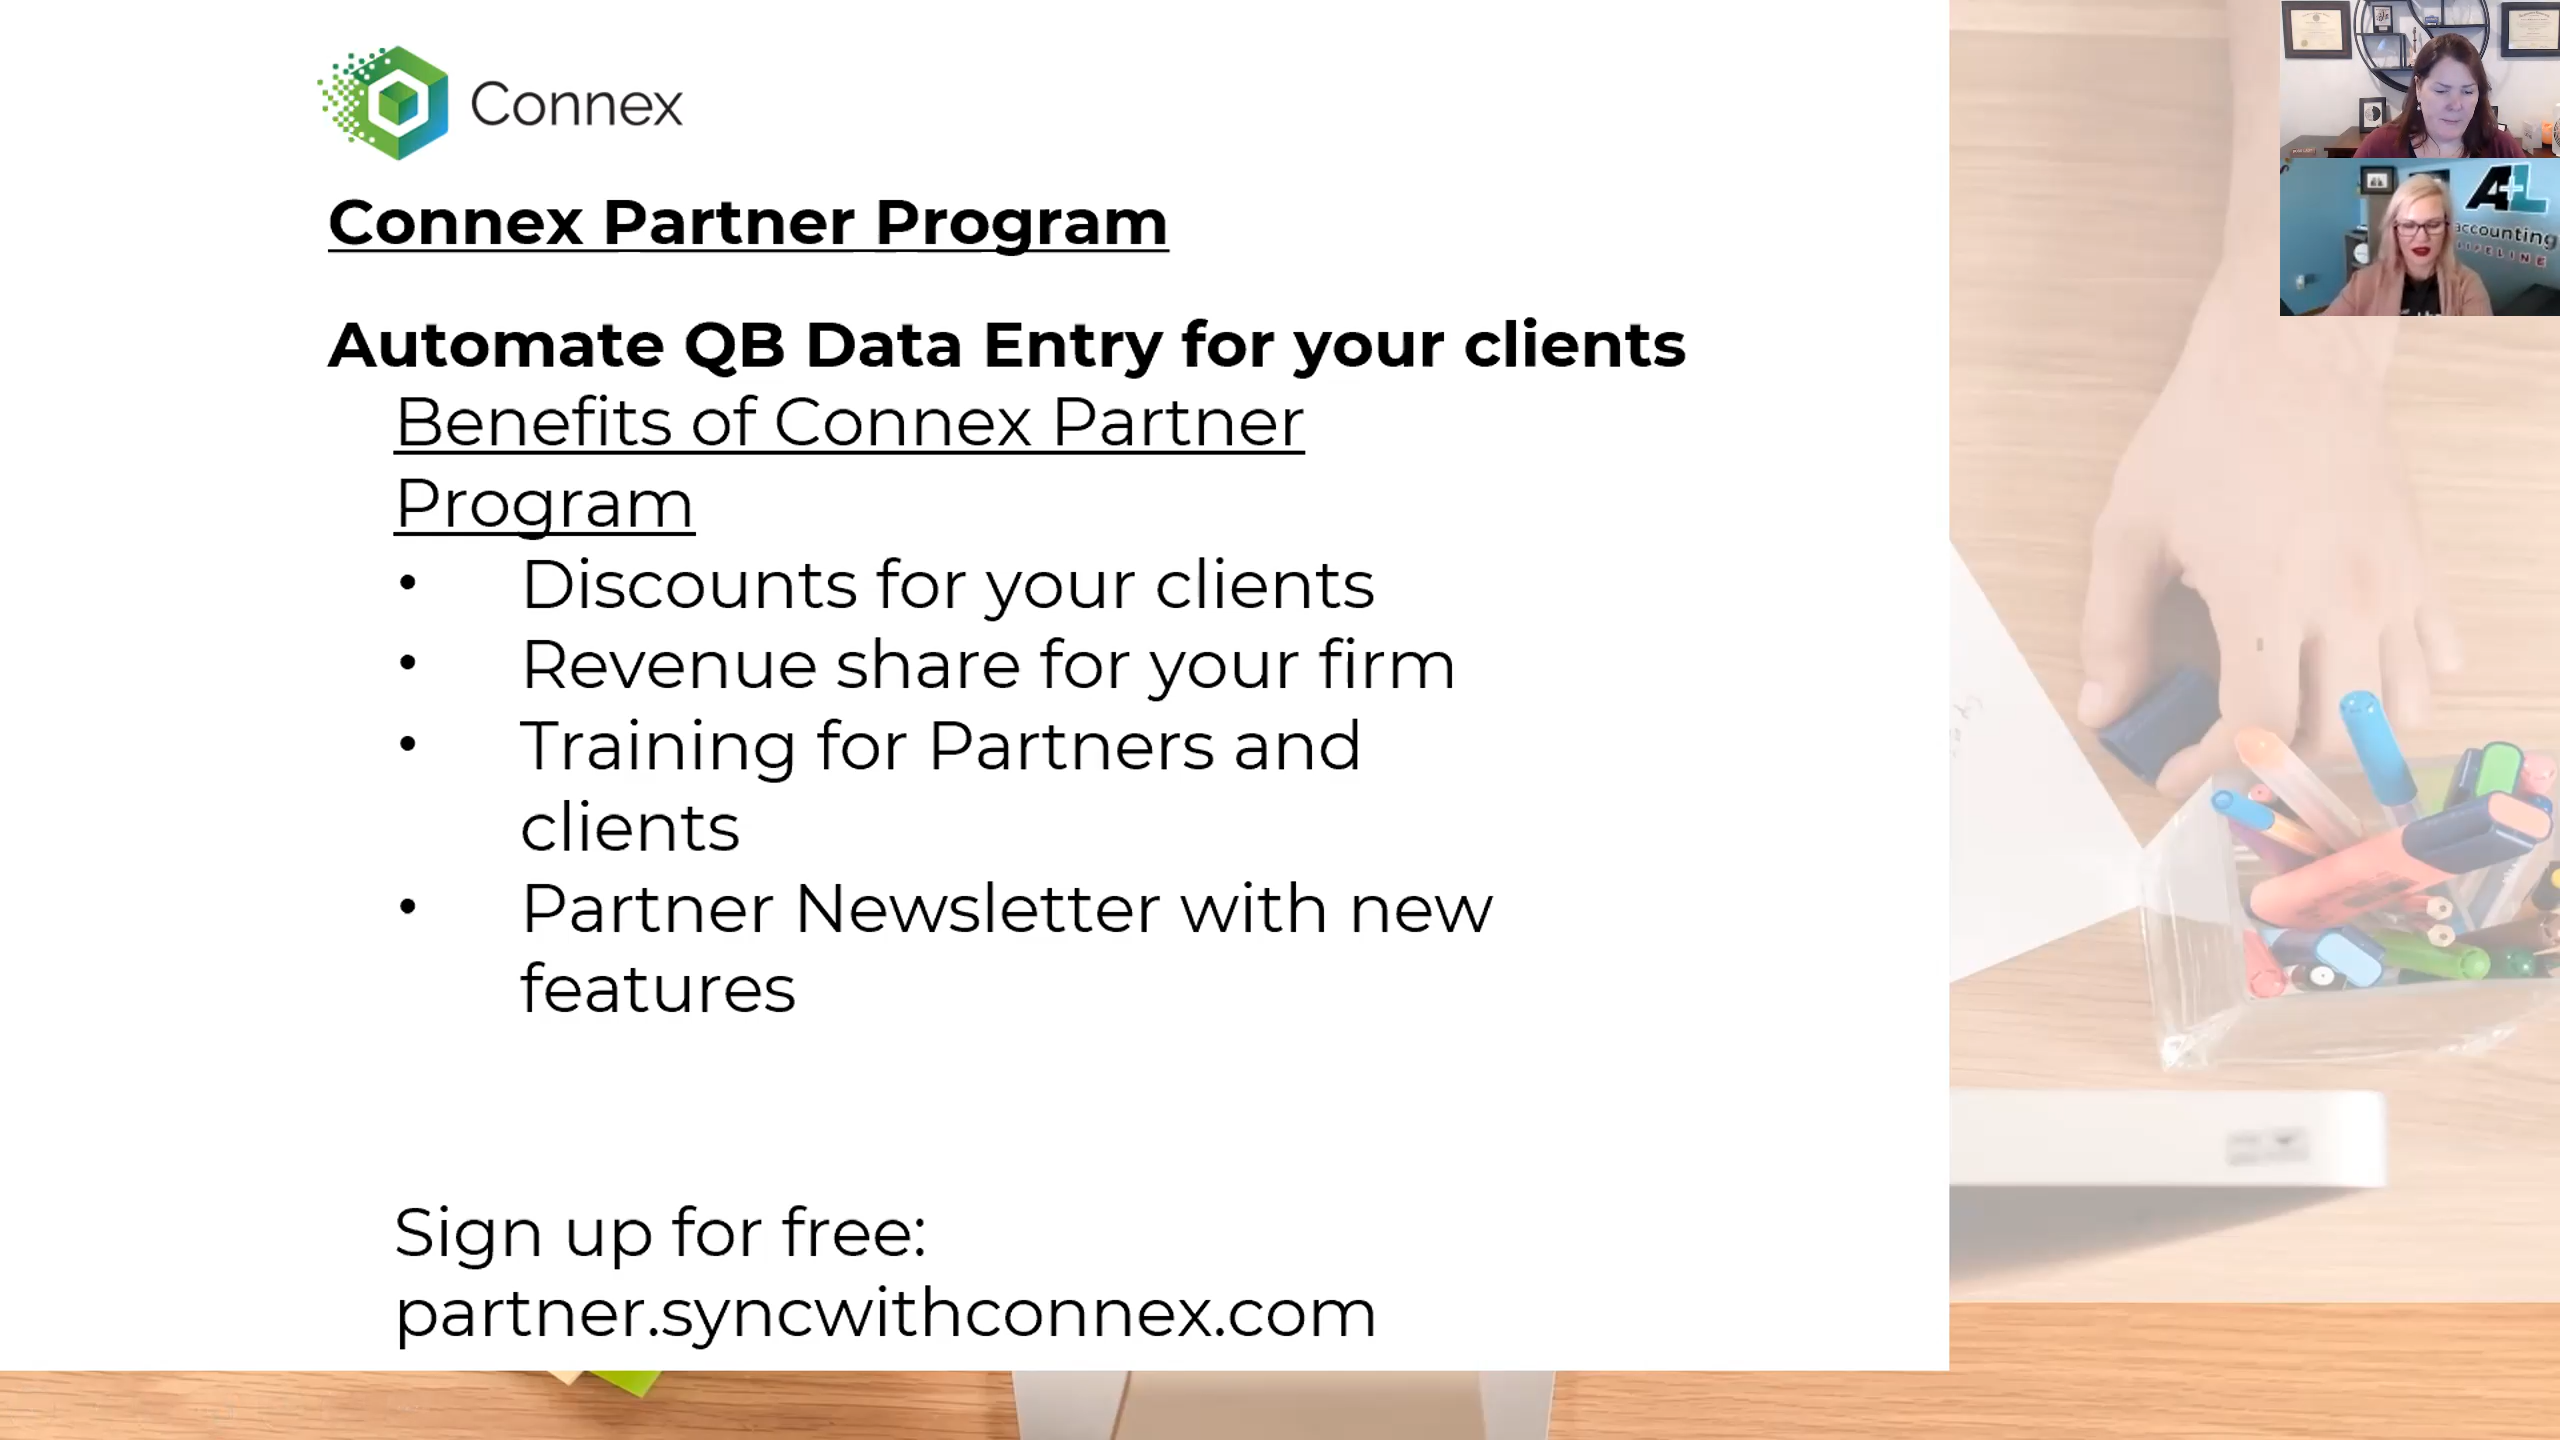 Connex
Connex Partner Program
Automate QB Data Entry for your clients
Benefits of Connex Partner
Program
• Discounts for your clients
• Revenue share for your firm
• Training for Partners and
clients
• Partner Newsletter with new
features
Sign up for free:
partner.syncwithconnex.com
A+L
accounting
LIFELINE